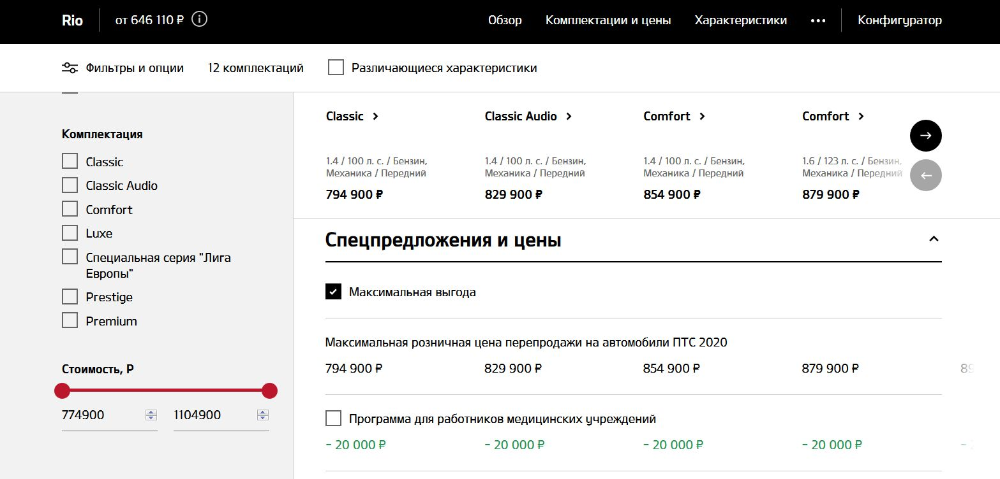 Rio
от 646 110 ₽
Обзор
Комплектации и цены
Характеристики
Конфигуратор
Фильтры и опции
12 комплектаций
Различающиеся характеристики
Комплектация
Classic
Classic Audio
Comfort
Luxe
Специальная серия "Лига
Европы"
Prestige
Premium
Стоимость, Р
774900
1104900
Classic
1.4 / 100 л. с. / Бензин,
Механика / Передний
794 900 ₽
Classic Audio
1.4 / 100 л. с. / Бензин,
Механика / Передний
829 900 ₽
Comfort
1.4 / 100 л. с. / Бензин,
Механика / Передний
854 900 ₽
Comfort
1.6 / 123 л. с. / Бензин,
Механика / Передний
879 900 ₽
Спецпредложения и цены
Максимальная выгода
Максимальная розничная цена перепродажи на автомобили ПТС 2020
794 900 ₽ 829 900 ₽ 854 900 ₽ 879 900 ₽
Программа для работников медицинских учреждений
- 20 000 ₽ - 20 000 ₽ - 20 000 ₽ - 20 000 ₽